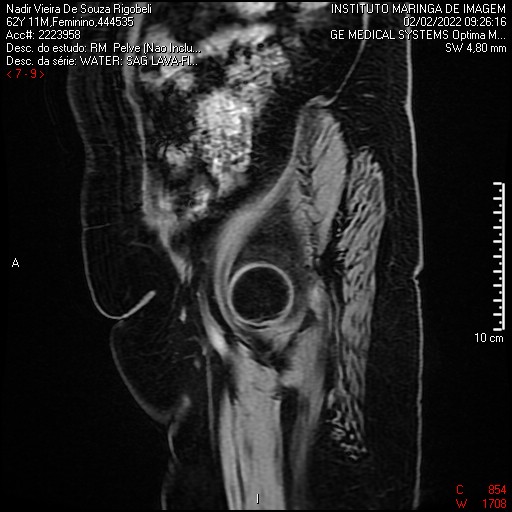 Nadir Vieira De Souza Rigobeli
62Y 11M,Feminino,444535
Acc#: 2223958
Desc. do estudo: RM  Pelve (Nao Inclu...
Desc. da série: WATER: SAG LAVA-Fl...
< 7 - 9 >
INSTITUTO MARINGA DE IMAGEM
02/02/2022 09:26:16
GE MEDICAL SYSTEMS Optima M...
SW 4,80 mm
A
10 cm
I
C 854
W 1708